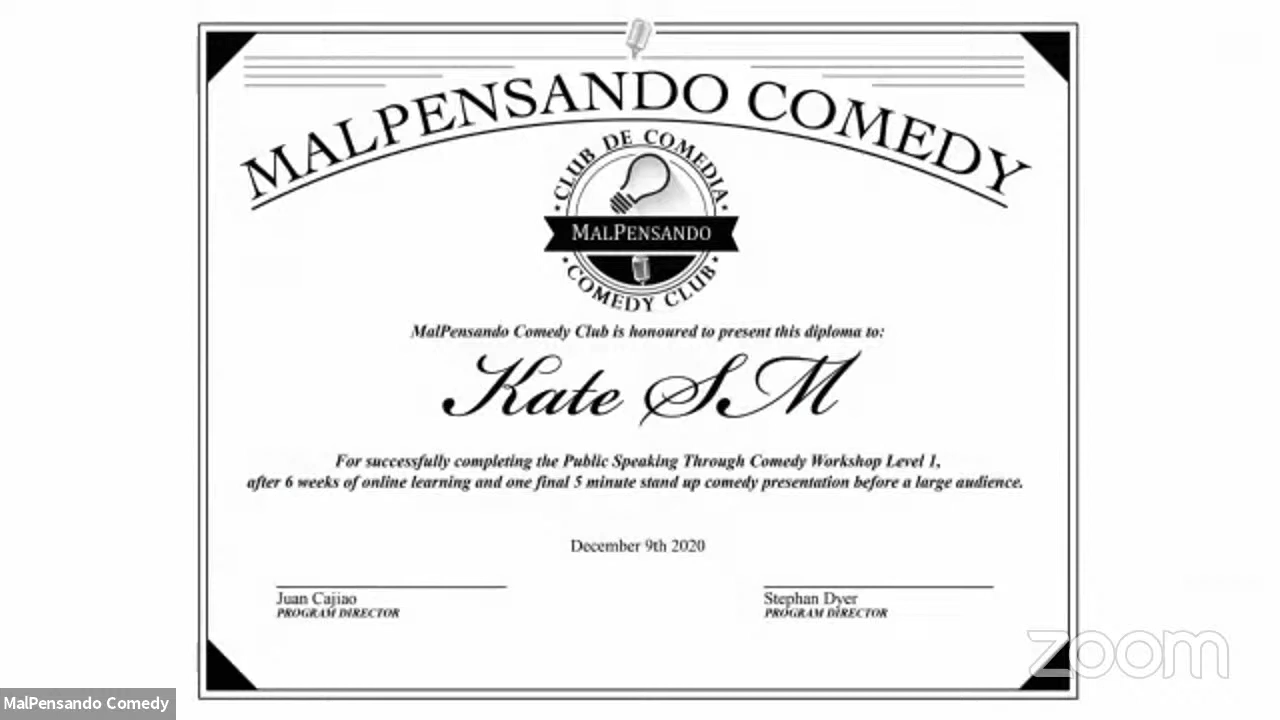 MALPENSANDO COMEDY
CLUB DE COMEDIA
MALPENSANDO
COMEDY CLUB
MalPensando Comedy Club is honoured to present this diploma to:
Kate SM
For successfully completing the Public Speaking Through Comedy Workshop Level 1,
after 6 weeks of online learning and one final 5 minute stand up comedy presentation before a large audience.
December 9th 2020
Juan Cajiao
PROGRAM DIRECTOR
Stephan Dyer
PROGRAM DIRECTOR
zoom
MalPensando Comedy